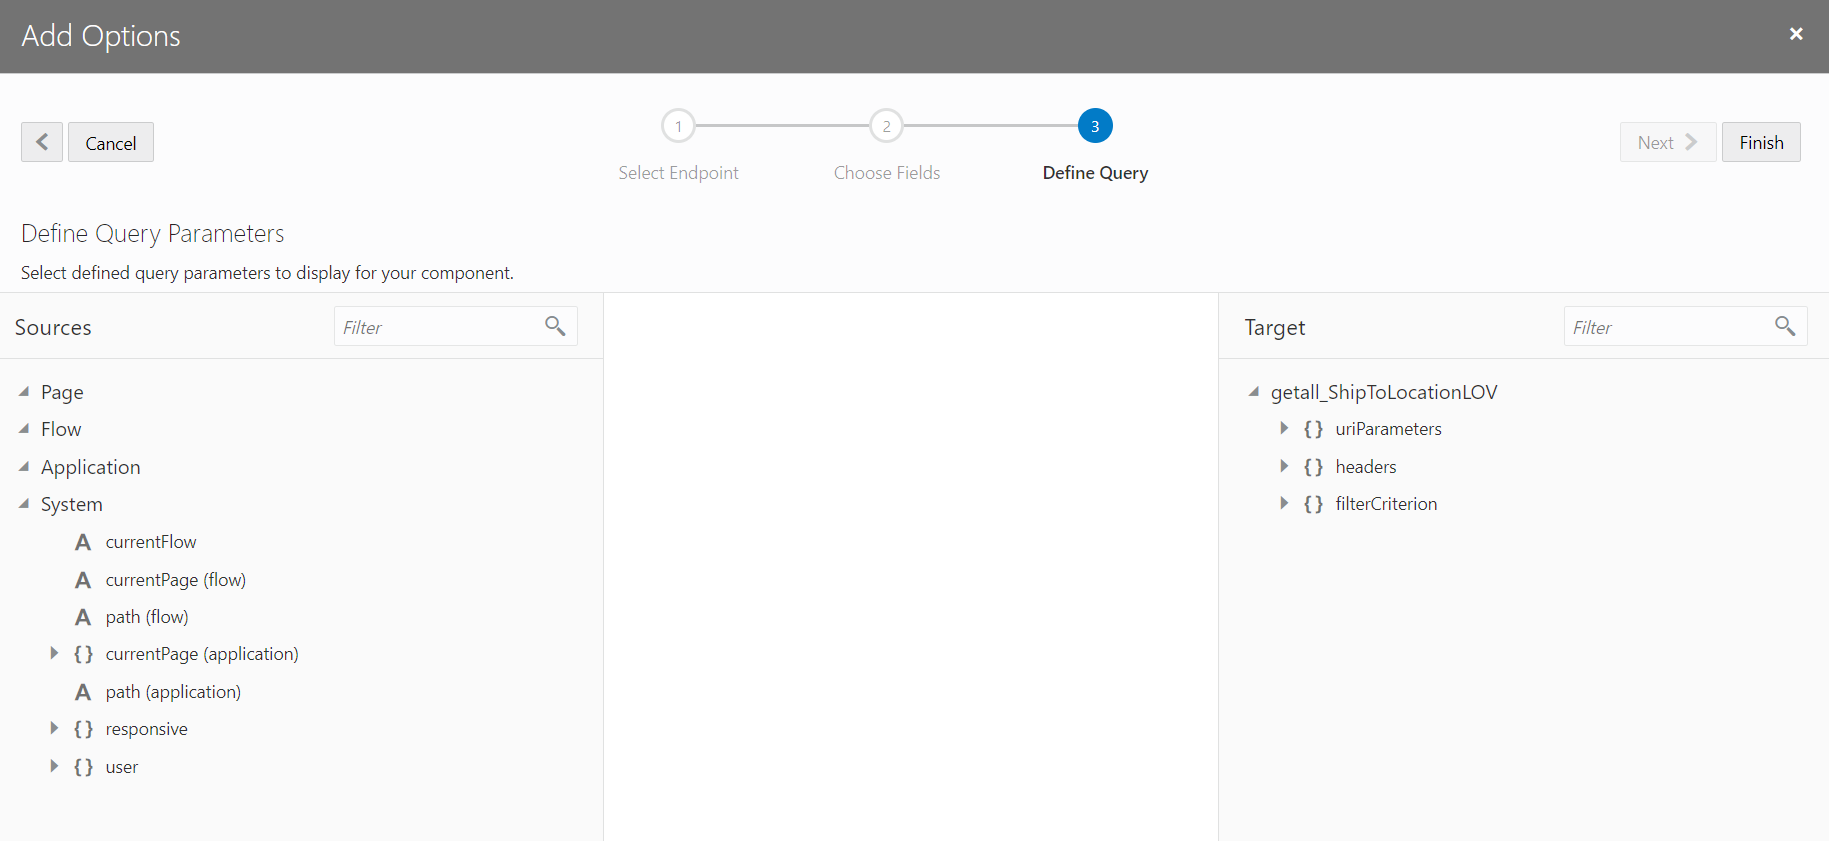 Add Options
Cancel
1
2
3
Next
Finish
Select Endpoint
Choose Fields
Define Query
Define Query Parameters
Select defined query parameters to display for your component.
Sources
Filter
Page
Flow
Application
System
A currentFlow
A currentPage (flow)
A path (flow)
{} currentPage (application)
A path (application)
{} responsive
{} user
Target
Filter
getall_ShipToLocationLOV
{} uriParameters
{} headers
{} filterCriterion